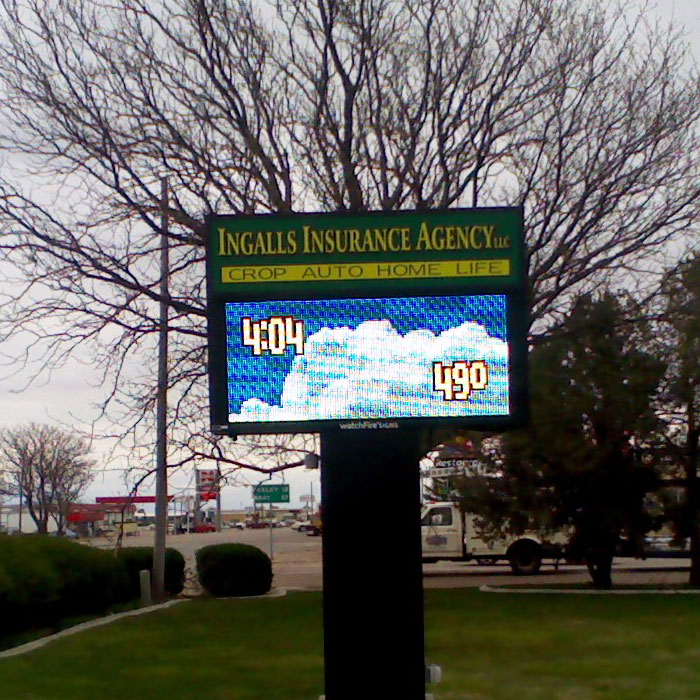 INGALLS INSURANCE AGENCY LLC
CROP AUTO HOME LIFE
4:04
49°
watchfire SIGNS